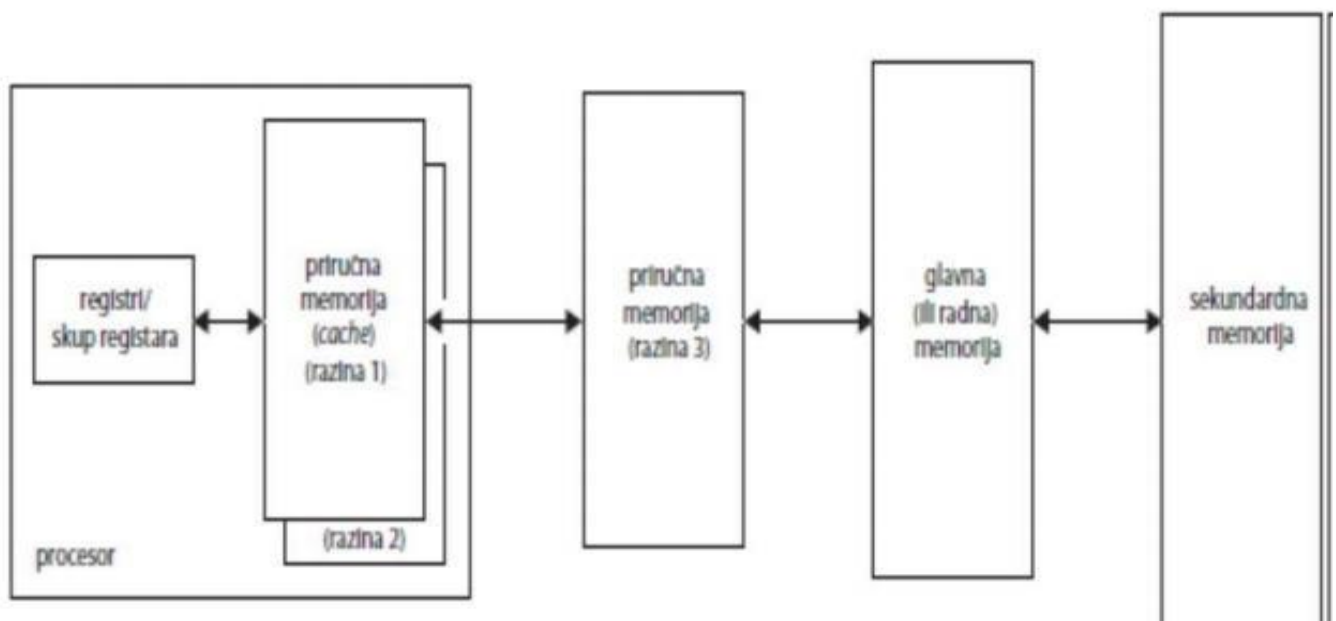 registri/
skup registara
priručna
memorija
(cache)
(razina 1)
(razina 2)
procesor
priručna
memorija
(razina 3)
glavna
(ili radna)
memorija
sekundardna
memorija